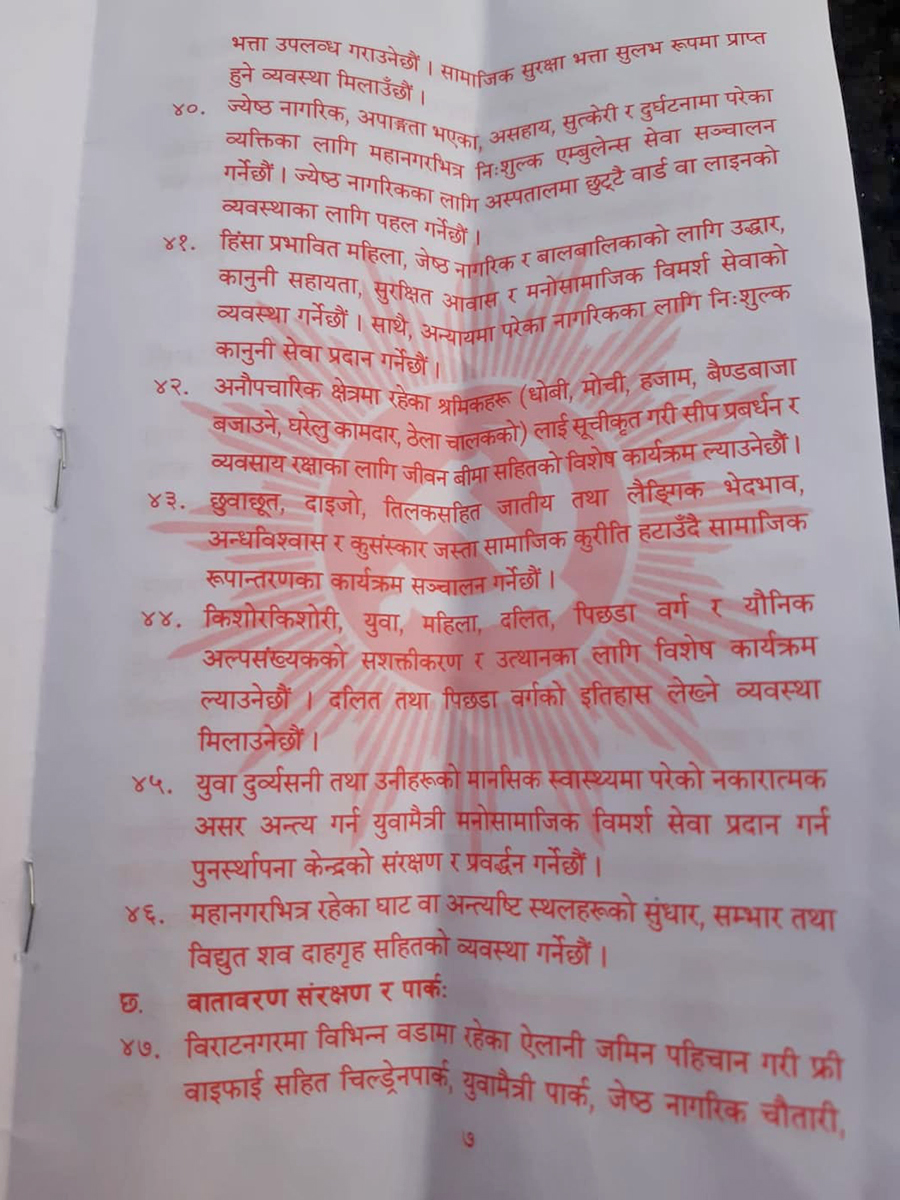 भत्ता उपलब्ध गराउनेछौं । सामाजिक सुरक्षा भत्ता सुलभ रूपमा प्राप्त
हुने व्यवस्था मिलाउँछौं ।
४०. ज्येष्ठ नागरिक, अपाङ्गता भएका, असहाय, सुत्केरी र दुर्घटनामा परेका
व्यक्तिका लागि महानगरभित्र निःशुल्क एम्बुलेन्स सेवा सञ्चालन
गर्नेछौं । ज्येष्ठ नागरिकका लागि अस्पतालमा छुट्टै वार्ड वा लाइनको
व्यवस्थाका लागि पहल गर्नेछौं ।
४१. हिंसा प्रभावित महिला, जेष्ठ नागरिक र बालबालिकाको लागि उद्धार,
कानुनी सहायता, सुरक्षित आवास र मनोसामाजिक विमर्श सेवाको
व्यवस्था गर्नेछौं । साथै, अन्यायमा परेका नागरिकका लागि निःशुल्क
कानुनी सेवा प्रदान गर्नेछौं ।
४२. अनौपचारिक क्षेत्रमा रहेका श्रमिकहरू (धोबी, मोची, हजाम, बैण्डबाजा
बजाउने, घरेलु कामदार, ठेला चालकको) लाई सूचीकृत गरी सीप प्रबर्धन र
व्यवसाय रक्षाका लागि जीवन बीमा सहितको विशेष कार्यक्रम ल्याउनेछौं ।
४३. छुवाछूत, दाइजो, तिलकसहित जातीय तथा लैङ्गिक भेदभाव,
अन्धविश्वास र कुसंस्कार जस्ता सामाजिक कुरीति हटाउँदै सामाजिक
रूपान्तरणका कार्यक्रम सञ्चालन गर्नेछौं ।
४४. किशोरकिशोरी, युवा, महिला, दलित, पिछडा वर्ग र यौनिक
अल्पसंख्यकको सशक्तीकरण र उत्थानका लागि विशेष कार्यक्रम
ल्याउनेछौं । दलित तथा पिछडा वर्गको इतिहास लेख्ने व्यवस्था
मिलाउनेछौं ।
४५. युवा दुर्व्यसनी तथा उनीहरूको मानसिक स्वास्थ्यमा परेको नकारात्मक
असर अन्त्य गर्न युवामैत्री मनोसामाजिक विमर्श सेवा प्रदान गर्न
पुनर्स्थापना केन्द्रको संरक्षण र प्रवर्द्धन गर्नेछौं ।
४६. महानगरभित्र रहेका घाट वा अन्त्यष्टि स्थलहरूको सुधार, सम्भार तथा
विद्युत शव दाहगृह सहितको व्यवस्था गर्नेछौं ।
छ. वातावरण संरक्षण र पार्कः
४७. विराटनगरमा विभिन्न वडामा रहेका ऐलानी जमिन पहिचान गरी फ्री
वाइफाई सहित चिल्ड्रेनपार्क, युवामैत्री पार्क, जेष्ठ नागरिक चौतारी,
७